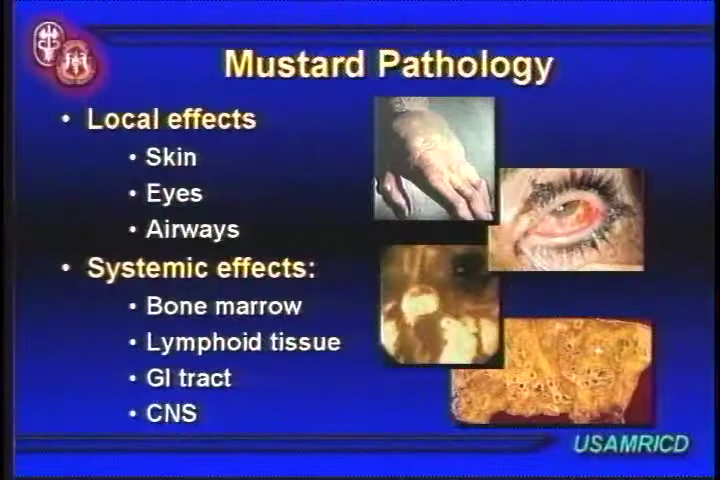 Mustard Pathology
• Local effects
• Skin
• Eyes
• Airways
• Systemic effects:
• Bone marrow
• Lymphoid tissue
• GI tract
• CNS
USAMRICD